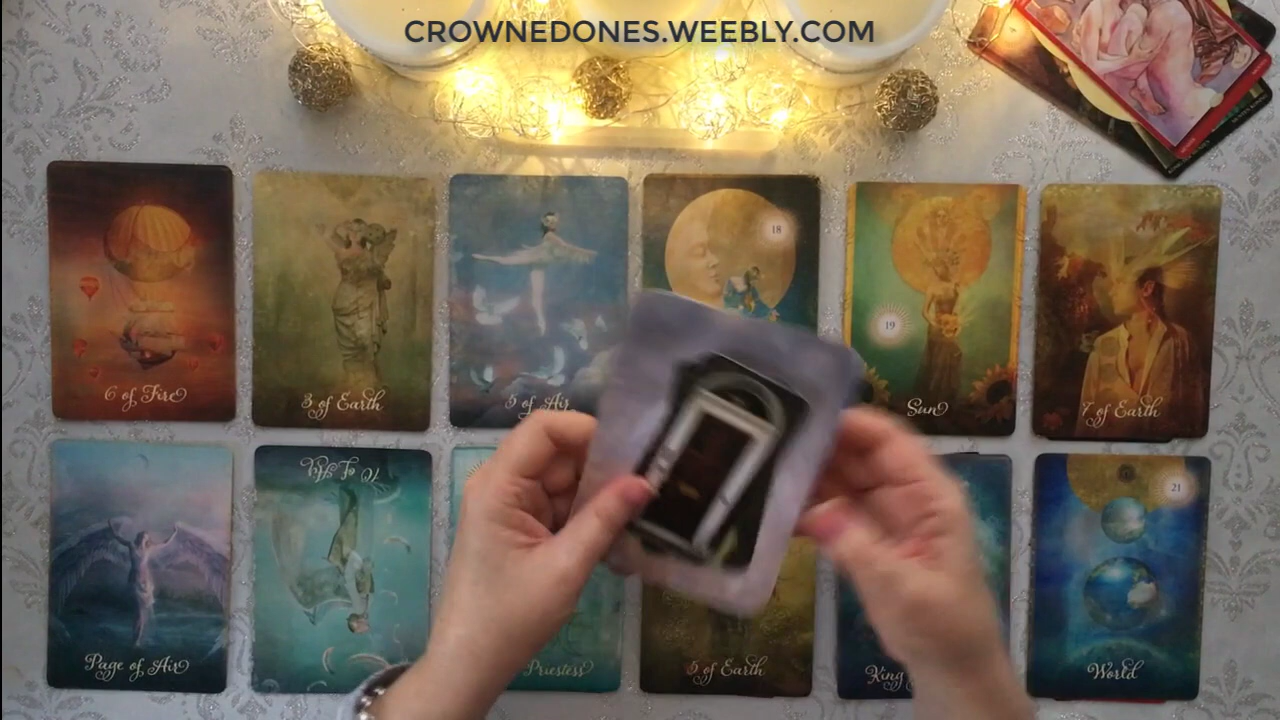 CROWNEDONES.WEEBLY.COM
18
19
6 of Fire
3 of Earth
5 of Air
Sun
7 of Earth
10 of Air
21
Page of Air
Priestess
5 of Earth
King
World